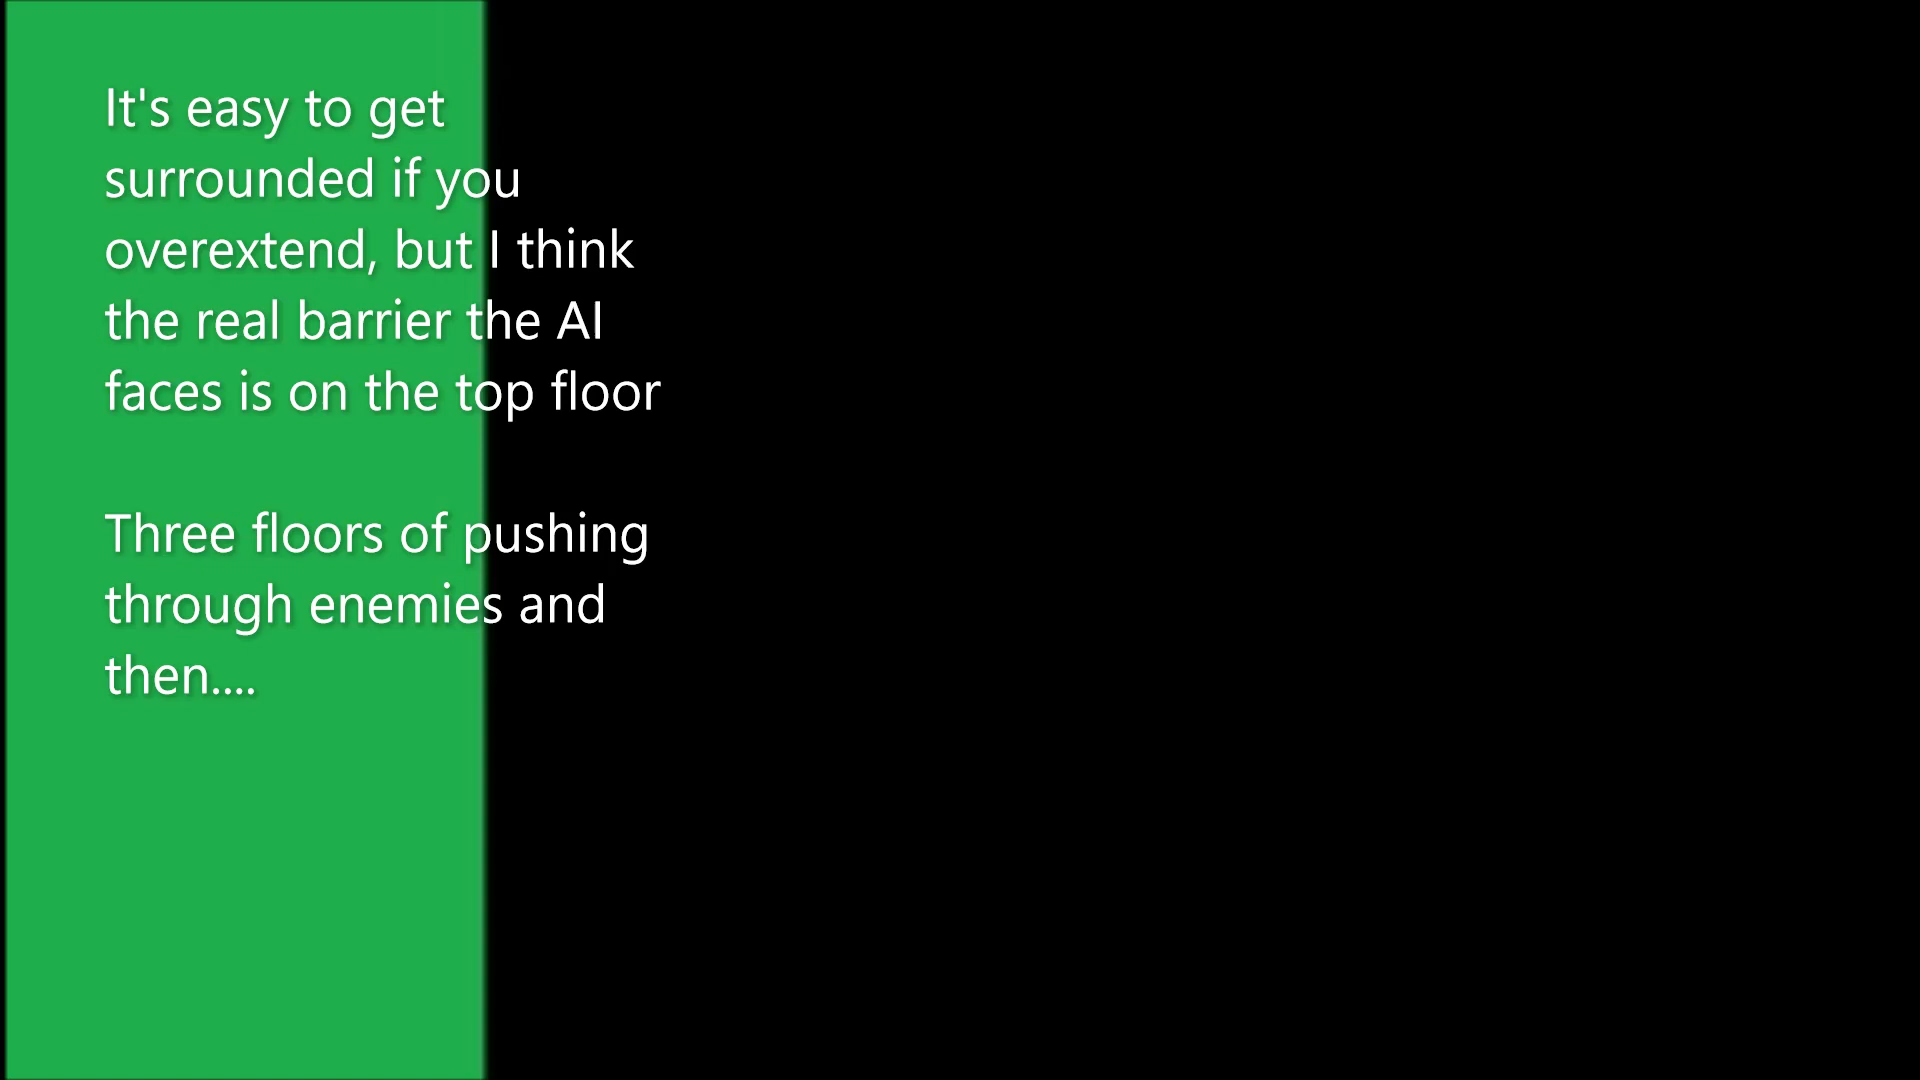 It's easy to get
surrounded if you
overextend, but I think
the real barrier the AI
faces is on the top floor
Three floors of pushing
through enemies and
then....